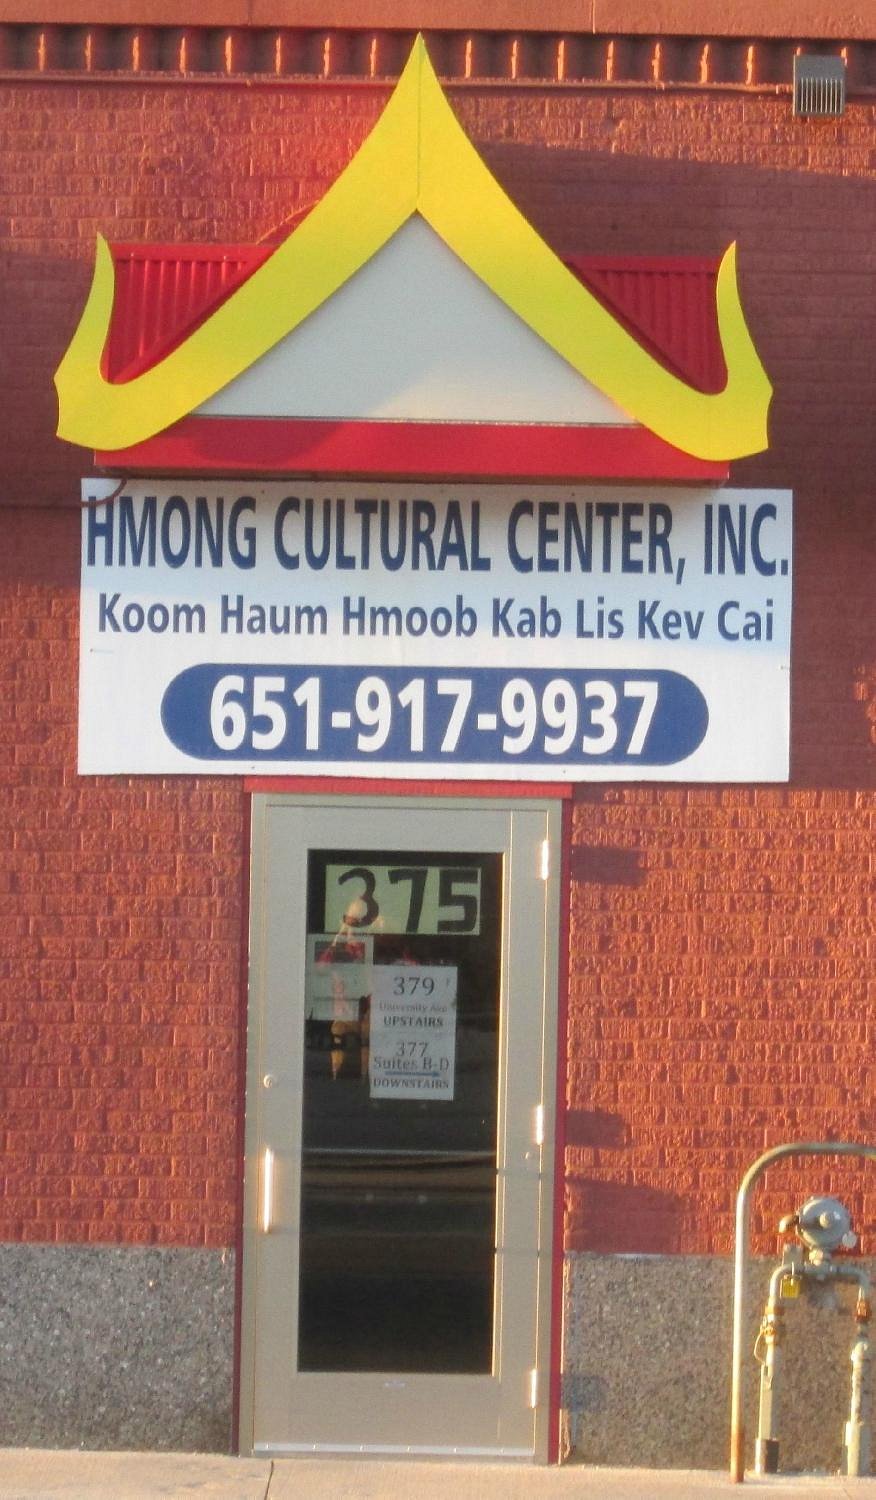 HMONG CULTURAL CENTER, INC.
Koom Haum Hmoob Kab Lis Kev Cai
651-917-9937
375
379
University Ave
UPSTAIRS
377
Suites B-D
DOWNSTAIRS